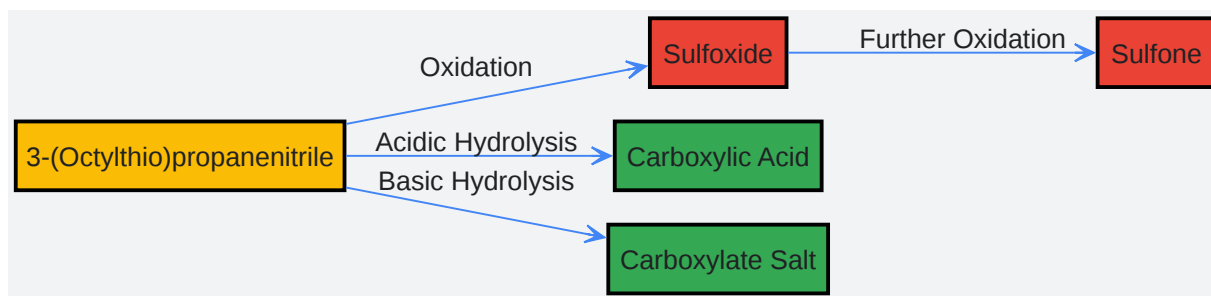 Oxidation
Sulfoxide
Further Oxidation
Sulfone
3-(Octylthio)propanenitrile
Acidic Hydrolysis
Carboxylic Acid
Basic Hydrolysis
Carboxylate Salt